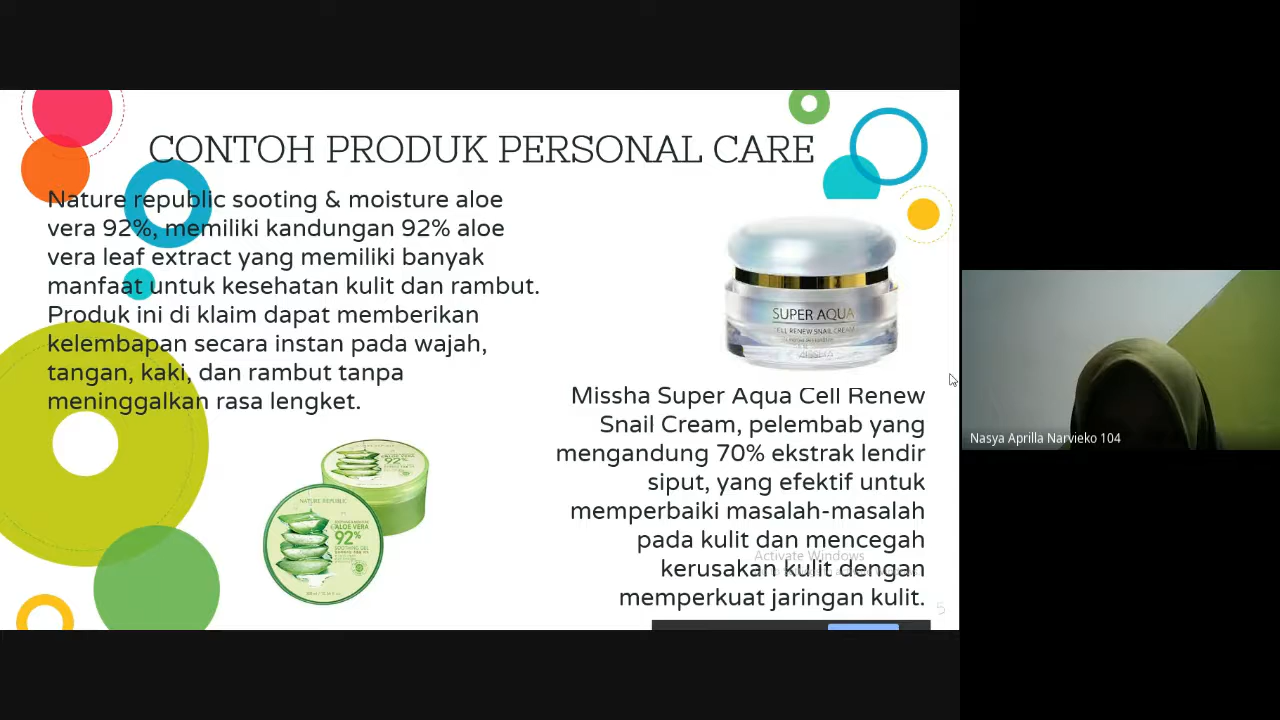 CONTOH PRODUK PERSONAL CARE
Nature republic sooting & moisture aloe
vera 92%, memiliki kandungan 92% aloe
vera leaf extract yang memiliki banyak
manfaat untuk kesehatan kulit dan rambut.
Produk ini di klaim dapat memberikan
kelembapan secara instan pada wajah,
tangan, kaki, dan rambut tanpa
meninggalkan rasa lengket.
SUPER AQUA
CELL RENEW SNAIL CREAM
MISSHA
Missha Super Aqua Cell Renew
Snail Cream, pelembab yang
mengandung 70% ekstrak lendir
siput, yang efektif untuk
memperbaiki masalah-masalah
pada kulit dan mencegah
kerusakan kulit dengan
memperkuat jaringan kulit.
92%
NATURE REPUBLIC
ALOE VERA
92%
SOOTHING GEL
Activate Windows
5
Nasya Aprilla Narvieko 104